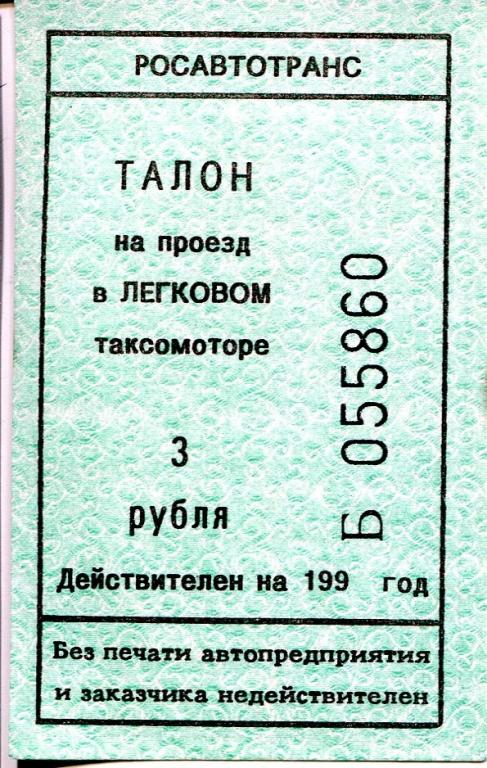 РОСАВТОТРАНС
ТАЛОН
на проезд
в ЛЕГКОВОМ
таксомоторе
3
рубля
Б 055860
Действителен на 199 год
Без печати автопредприятия
и заказчика недействителен